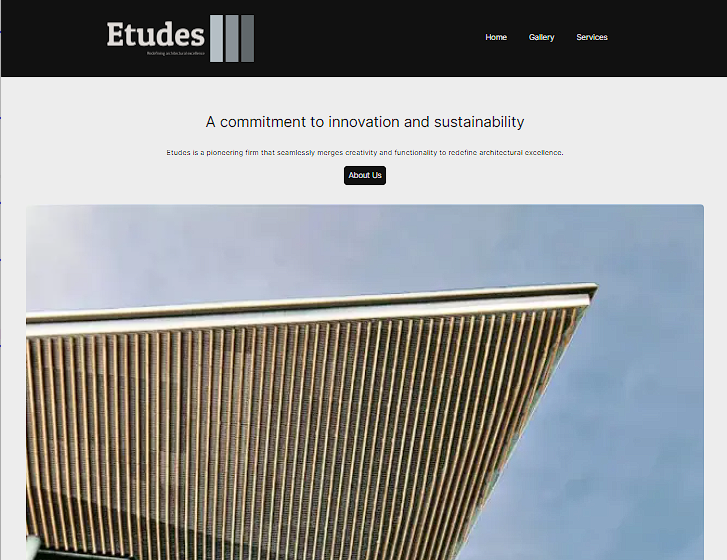 Etudes
Redefining architectural excellence
Home Gallery Services
A commitment to innovation and sustainability
Etudes is a pioneering firm that seamlessly merges creativity and functionality to redefine architectural excellence.
About Us